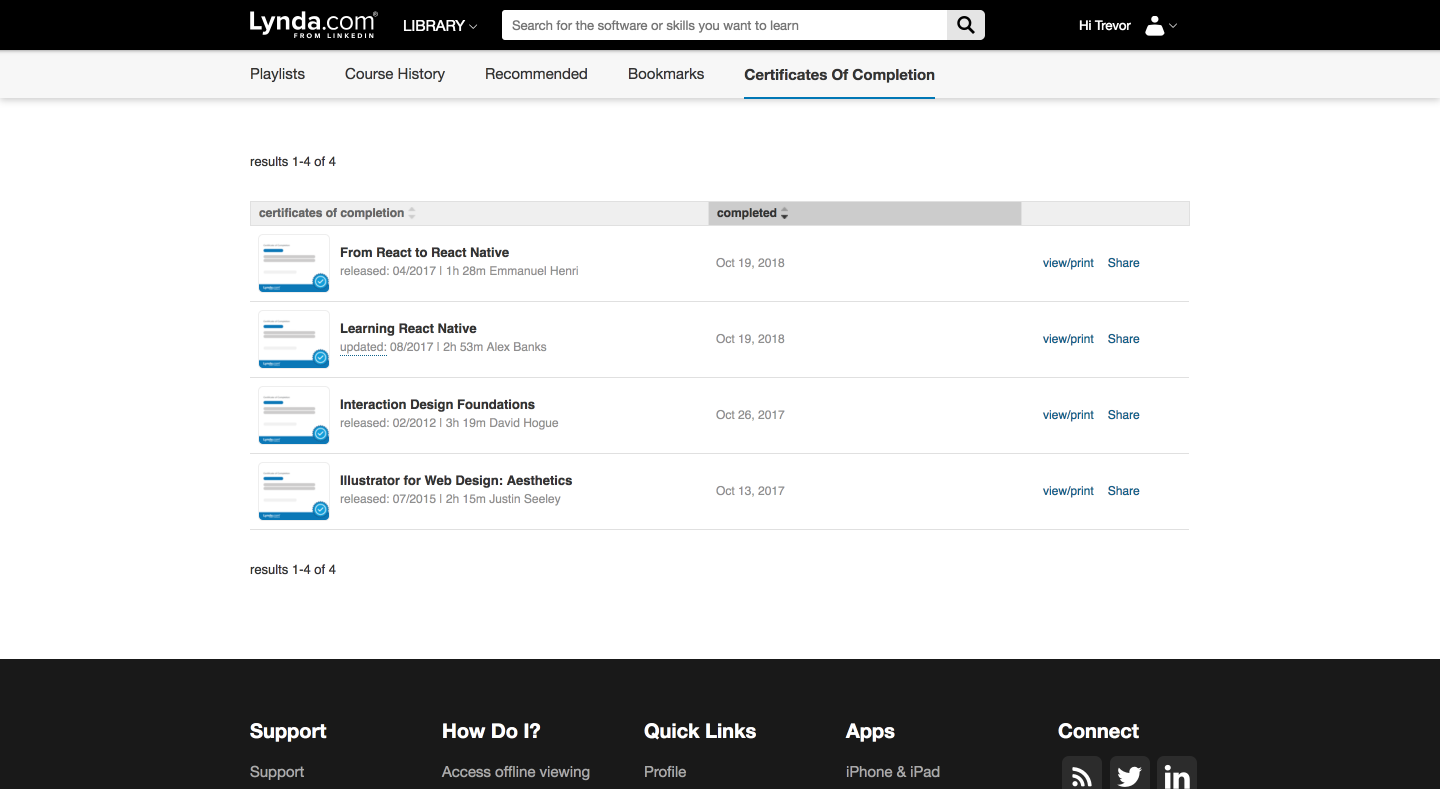 Lynda.com®
FROM LINKEDIN
LIBRARY
Search for the software or skills you want to learn
Hi Trevor
Playlists
Course History
Recommended
Bookmarks
Certificates Of Completion
results 1-4 of 4
certificates of completion
completed
From React to React Native
released: 04/2017 | 1h 28m Emmanuel Henri
Oct 19, 2018
view/print
Share
Learning React Native
updated: 08/2017 | 2h 53m Alex Banks
Oct 19, 2018
view/print
Share
Interaction Design Foundations
released: 02/2012 | 3h 19m David Hogue
Oct 26, 2017
view/print
Share
Illustrator for Web Design: Aesthetics
released: 07/2015 | 2h 15m Justin Seeley
Oct 13, 2017
view/print
Share
results 1-4 of 4
Support
How Do I?
Quick Links
Apps
Connect
Support
Access offline viewing
Profile
iPhone & iPad
in